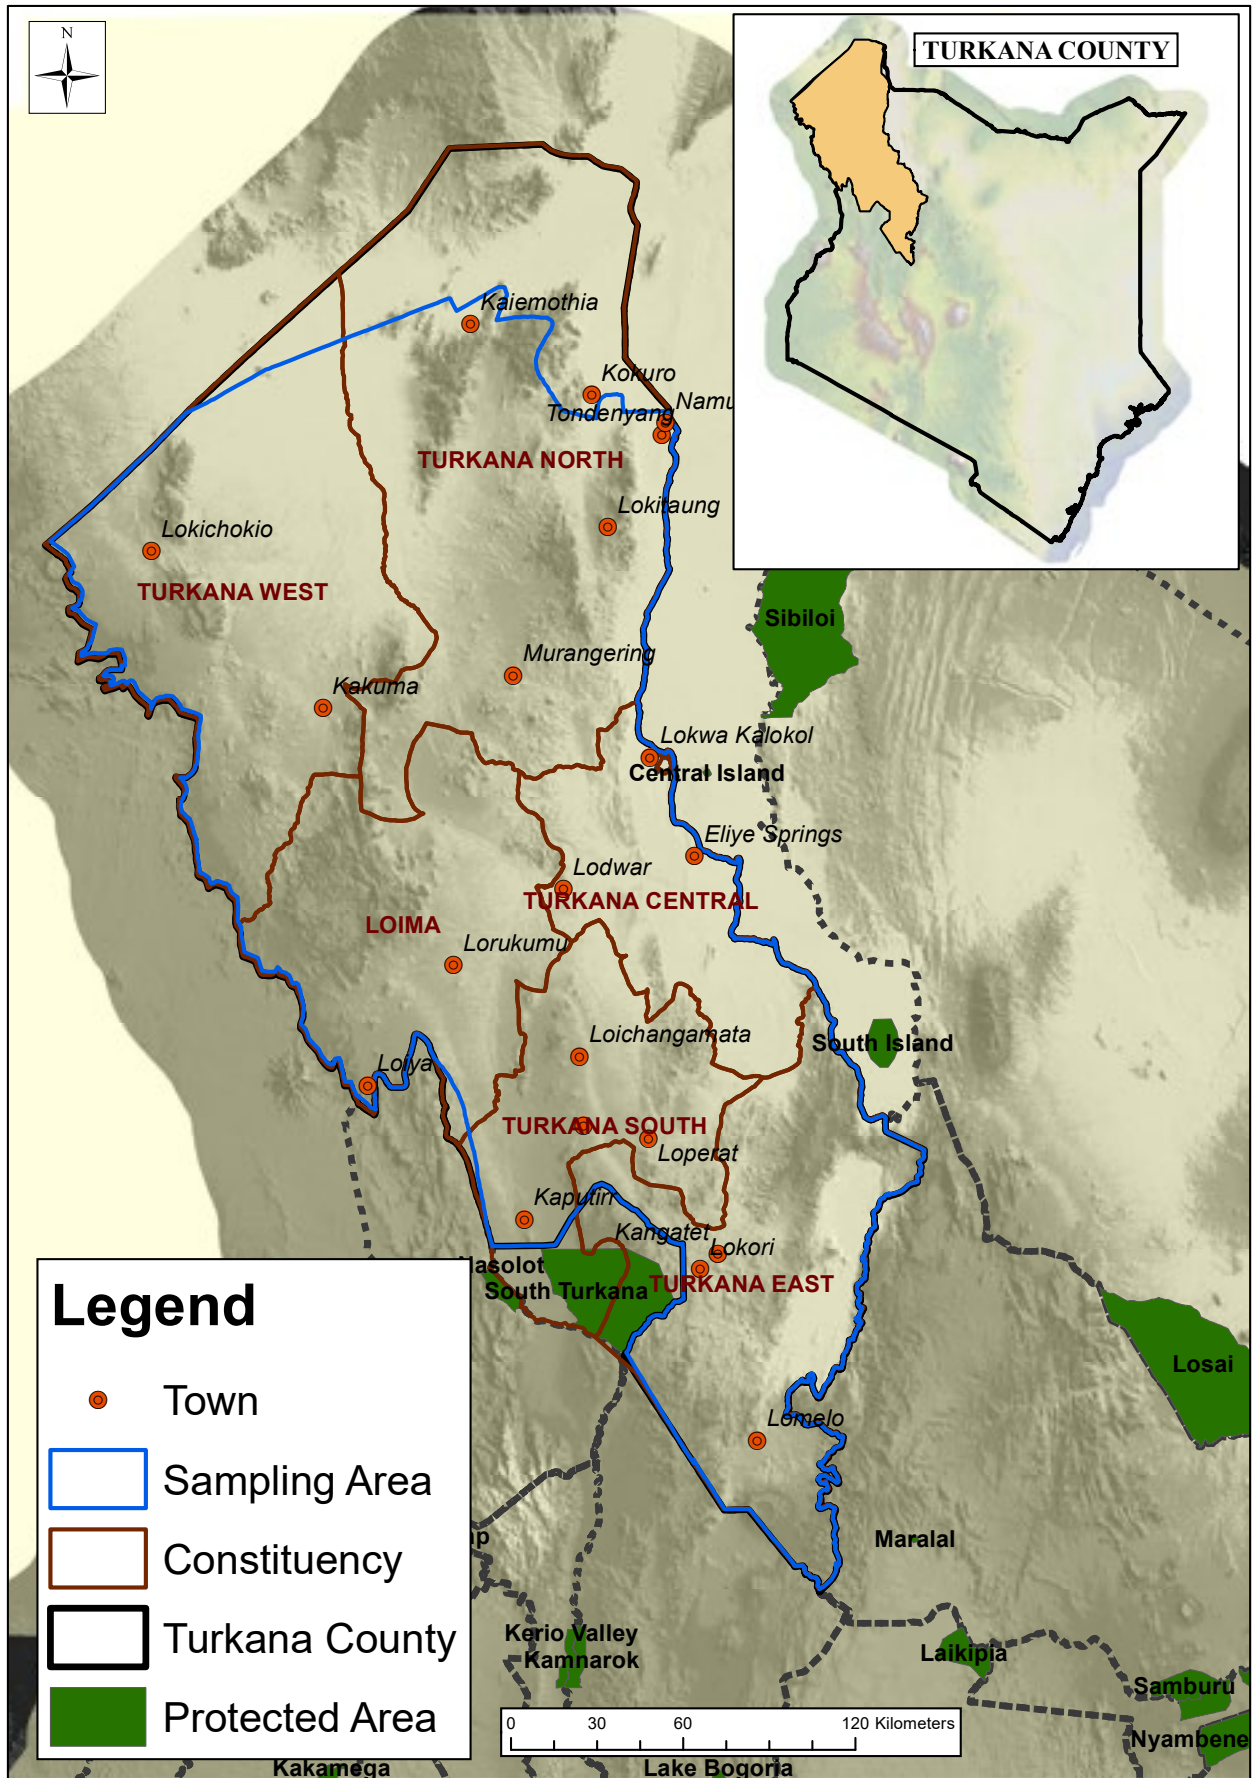 N
TURKANA COUNTY
Kaiemothia
Kokuro
Namu
Tondenyang
TURKANA NORTH
Lokitaung
Lokichokio
TURKANA WEST
Sibiloi
Murangering
Kakuma
Lokwa Kalokol
Central Island
Eliye Springs
Lodwar
TURKANA CENTRAL
LOIMA
Lorukumu
Loichangamata
South Island
Loiya
TURKANA SOUTH
Loperat
Kaputirr
Kangatet
Lokori
Nasolot
South Turkana
TURKANA EAST
Losai
Lomelo
Maralal
Kerio Valley
Kamnarok
Laikipia
Samburu
Nyambene
Kakamega
Lake Bogoria
Legend
Town
Sampling Area
Constituency
Turkana County
Protected Area
0 30 60 120 Kilometers